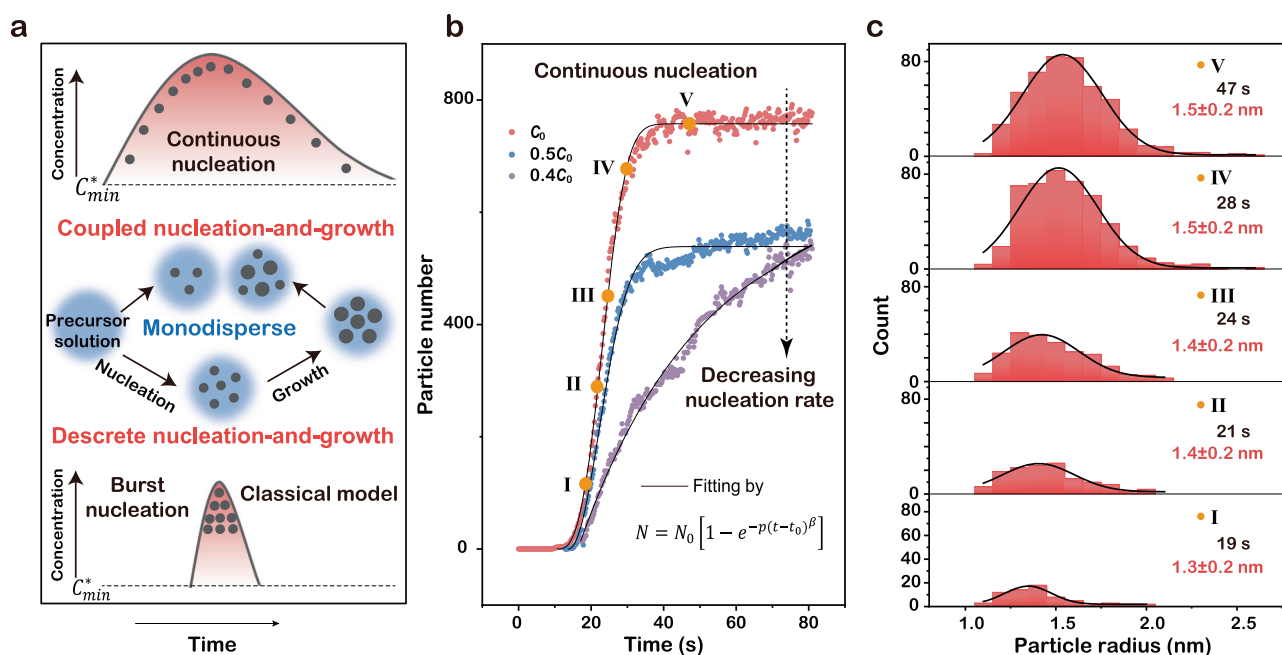 a
Concentration
Continuous
nucleation
C*min
Coupled nucleation-and-growth
Precursor
solution
Monodisperse
Nucleation
Growth
Descrete nucleation-and-growth
Burst
nucleation
Classical model
Concentration
C*min
Time
b
Continuous nucleation
Particle number
800
400
0
C0
0.5C0
0.4C0
V
IV
III
II
I
Decreasing
nucleation rate
Fitting by
N = N0 [1 − e−p(t−t0)β]
0
20
40
60
80
Time (s)
c
Count
80
0
V
47 s
1.5±0.2 nm
80
0
IV
28 s
1.5±0.2 nm
80
0
III
24 s
1.4±0.2 nm
80
0
II
21 s
1.4±0.2 nm
80
60
40
20
0
I
19 s
1.3±0.2 nm
1.0
1.5
2.0
2.5
Particle radius (nm)